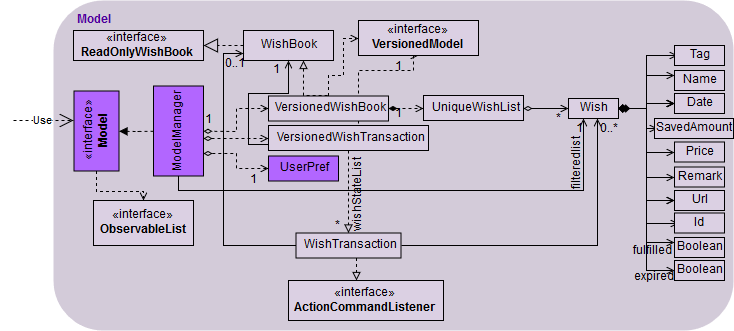 Model
«interface»
ReadOnlyWishBook
WishBook
«interface»
VersionedModel
0..1
1
1
Tag
Name
Date
SavedAmount
Price
Remark
Url
Id
fulfilled
Boolean
expired
Boolean
Use
«interface»
Model
ModelManager
1
VersionedWishBook
1
UniqueWishList
*
Wish
1
0..*
VersionedWishTransaction
1
UserPref
wishStateList
*
filteredlist
«interface»
ObservableList
WishTransaction
«interface»
ActionCommandListener